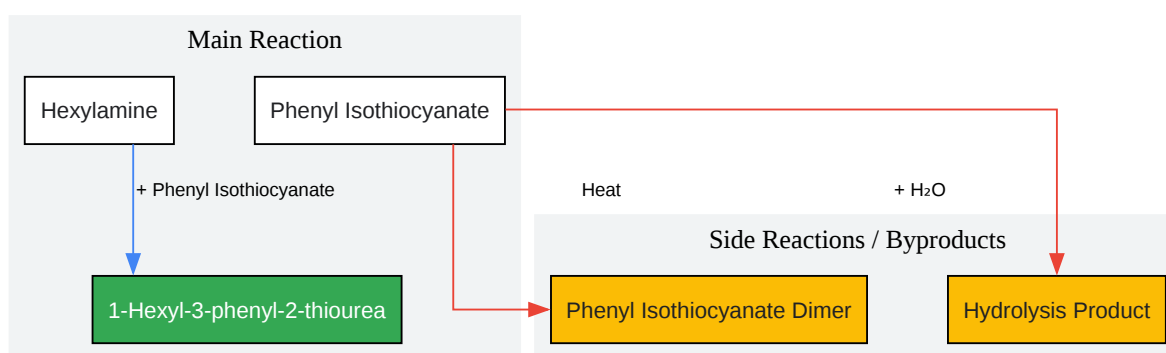 Main Reaction
Hexylamine
Phenyl Isothiocyanate
+ Phenyl Isothiocyanate
Heat
+ H₂O
Side Reactions / Byproducts
1-Hexyl-3-phenyl-2-thiourea
Phenyl Isothiocyanate Dimer
Hydrolysis Product